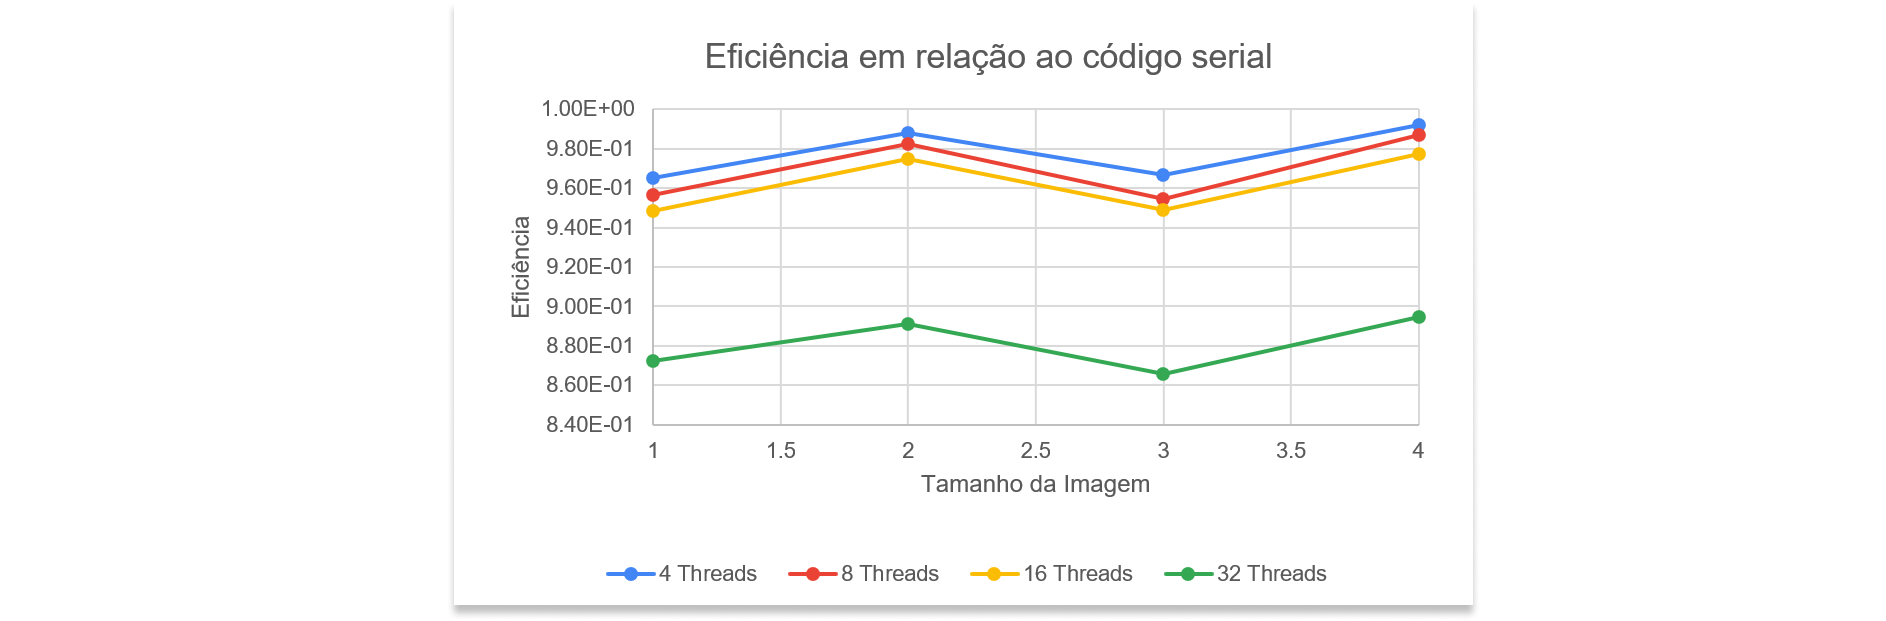 Eficiência em relação ao código serial
1.00E+00
9.80E-01
9.60E-01
9.40E-01
9.20E-01
9.00E-01
8.80E-01
8.60E-01
8.40E-01
Eficiência
1 1.5 2 2.5 3 3.5 4
Tamanho da Imagem
4 Threads 8 Threads 16 Threads 32 Threads